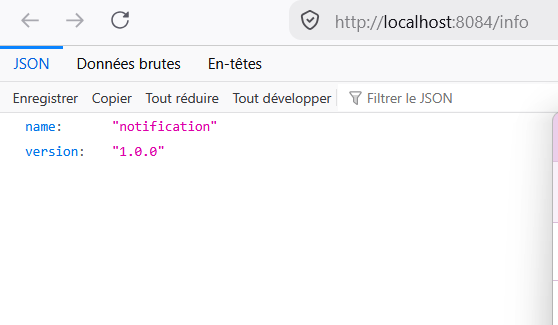 http://localhost:8084/info
JSON Données brutes En-têtes
Enregistrer Copier Tout réduire Tout développer Filtrer le JSON
name: "notification"
version: "1.0.0"